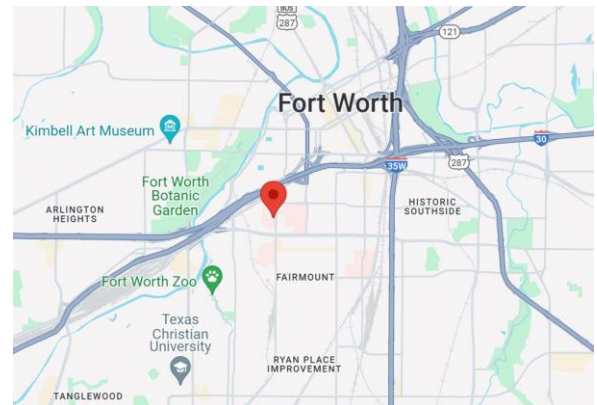 BUS
287
121
Fort Worth
Kimbell Art Museum
30
35W
287
Fort Worth
Botanic
Garden
ARLINGTON
HEIGHTS
HISTORIC
SOUTHSIDE
Fort Worth Zoo
FAIRMOUNT
Texas
Christian
University
RYAN PLACE
IMPROVEMENT
TANGLEWOOD